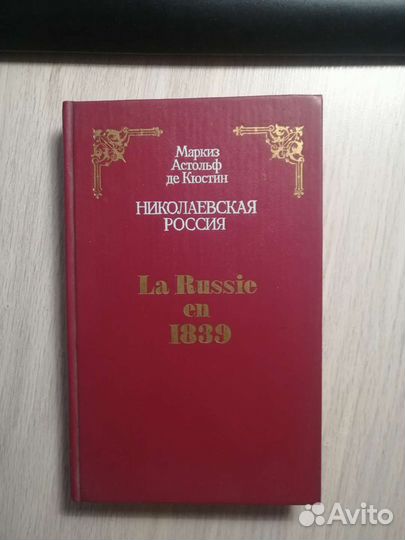 Маркиз
Астольф
де Кюстин
НИКОЛАЕВСКАЯ
РОССИЯ
La Russie
en
1839
Avito